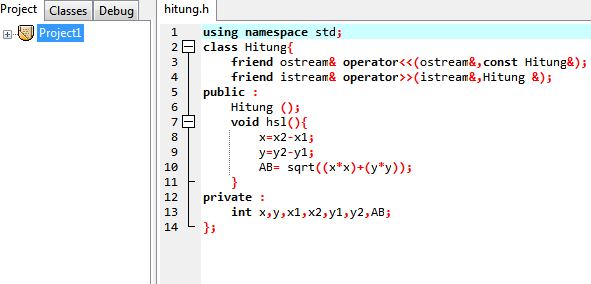 Project Classes Debug
Project1
hitung.h
1 using namespace std;
2 class Hitung{
3 friend ostream& operator<<(ostream&,const Hitung&);
4 friend istream& operator>>(istream&,Hitung &);
5 public :
6 Hitung ();
7 void hsl(){
8 x=x2-x1;
9 y=y2-y1;
10 AB= sqrt((x*x)+(y*y));
11 }
12 private :
13 int x,y,x1,x2,y1,y2,AB;
14 };